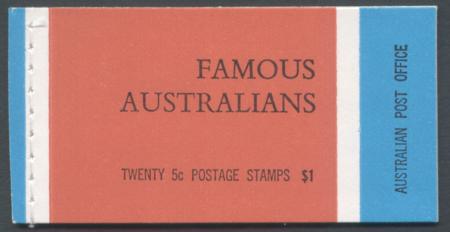 FAMOUS
AUSTRALIANS
TWENTY 5c POSTAGE STAMPS $1
AUSTRALIAN POST OFFICE